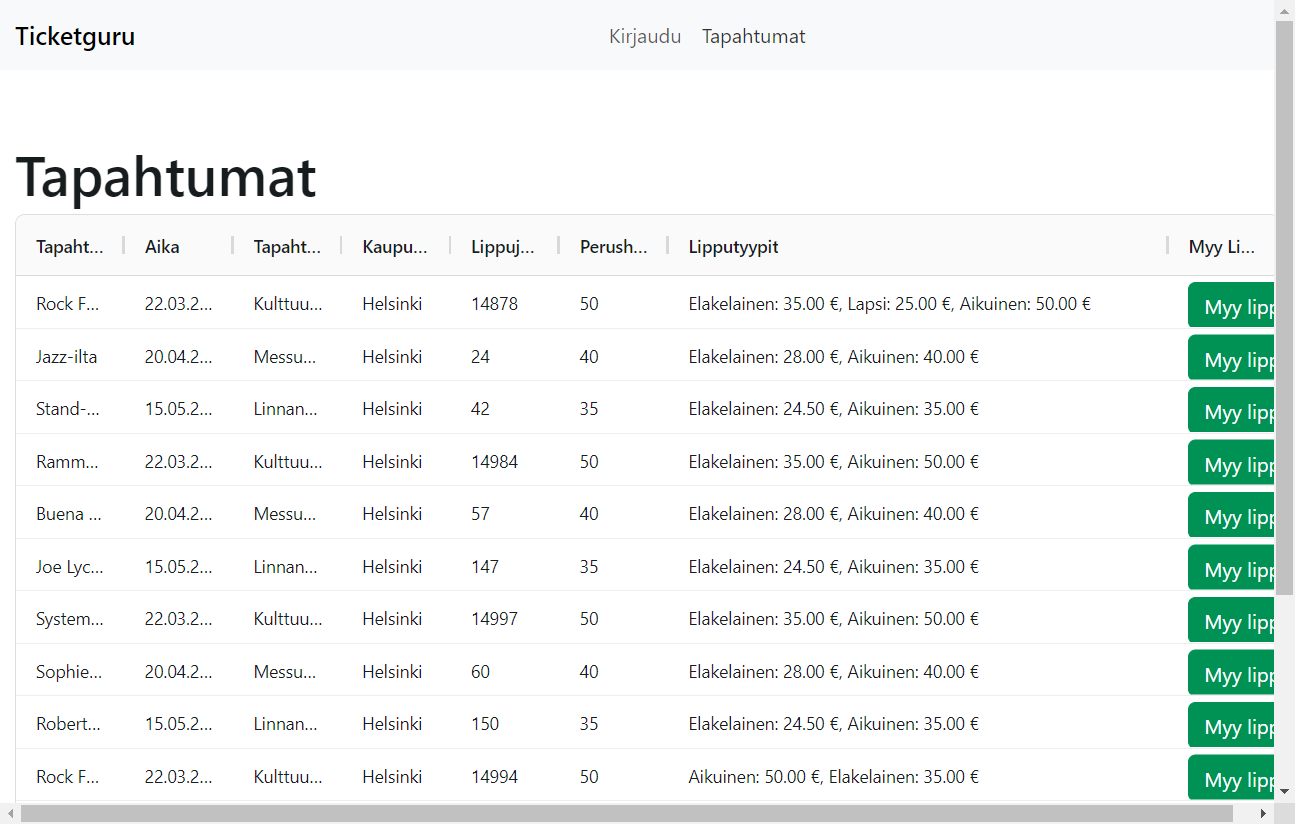 Ticketguru Kirjaudu Tapahtumat
Tapahtumat
Tapaht... Aika Tapaht... Kaupu... Lippuj... Perush... Lipputyypit Myy Li...
Rock F... 22.03.2... Kulttuu... Helsinki 14878 50 Elakelainen: 35.00 €, Lapsi: 25.00 €, Aikuinen: 50.00 € Myy lipp
Jazz-ilta 20.04.2... Messu... Helsinki 24 40 Elakelainen: 28.00 €, Aikuinen: 40.00 € Myy lipp
Stand-... 15.05.2... Linnan... Helsinki 42 35 Elakelainen: 24.50 €, Aikuinen: 35.00 € Myy lipp
Ramm... 22.03.2... Kulttuu... Helsinki 14984 50 Elakelainen: 35.00 €, Aikuinen: 50.00 € Myy lipp
Buena ... 20.04.2... Messu... Helsinki 57 40 Elakelainen: 28.00 €, Aikuinen: 40.00 € Myy lipp
Joe Lyc... 15.05.2... Linnan... Helsinki 147 35 Elakelainen: 24.50 €, Aikuinen: 35.00 € Myy lipp
System... 22.03.2... Kulttuu... Helsinki 14997 50 Elakelainen: 35.00 €, Aikuinen: 50.00 € Myy lipp
Sophie... 20.04.2... Messu... Helsinki 60 40 Elakelainen: 28.00 €, Aikuinen: 40.00 € Myy lipp
Robert... 15.05.2... Linnan... Helsinki 150 35 Elakelainen: 24.50 €, Aikuinen: 35.00 € Myy lipp
Rock F... 22.03.2... Kulttuu... Helsinki 14994 50 Aikuinen: 50.00 €, Elakelainen: 35.00 € Myy lipp